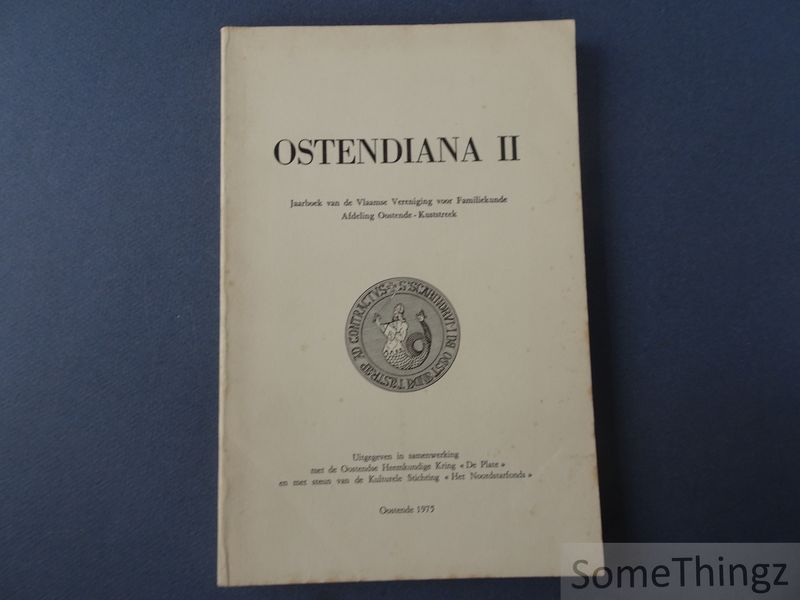 OSTENDIANA II
Jaarboek van de Vlaamse Vereniging voor Familiekunde
Afdeling Oostende - Kuststreek
Uitgegeven in samenwerking
met de Oostendse Heemkundige Kring « De Plate »
en met steun van de Kulturele Stichting « Het Noordstarfonds »
Oostende 1975
SomeThingz